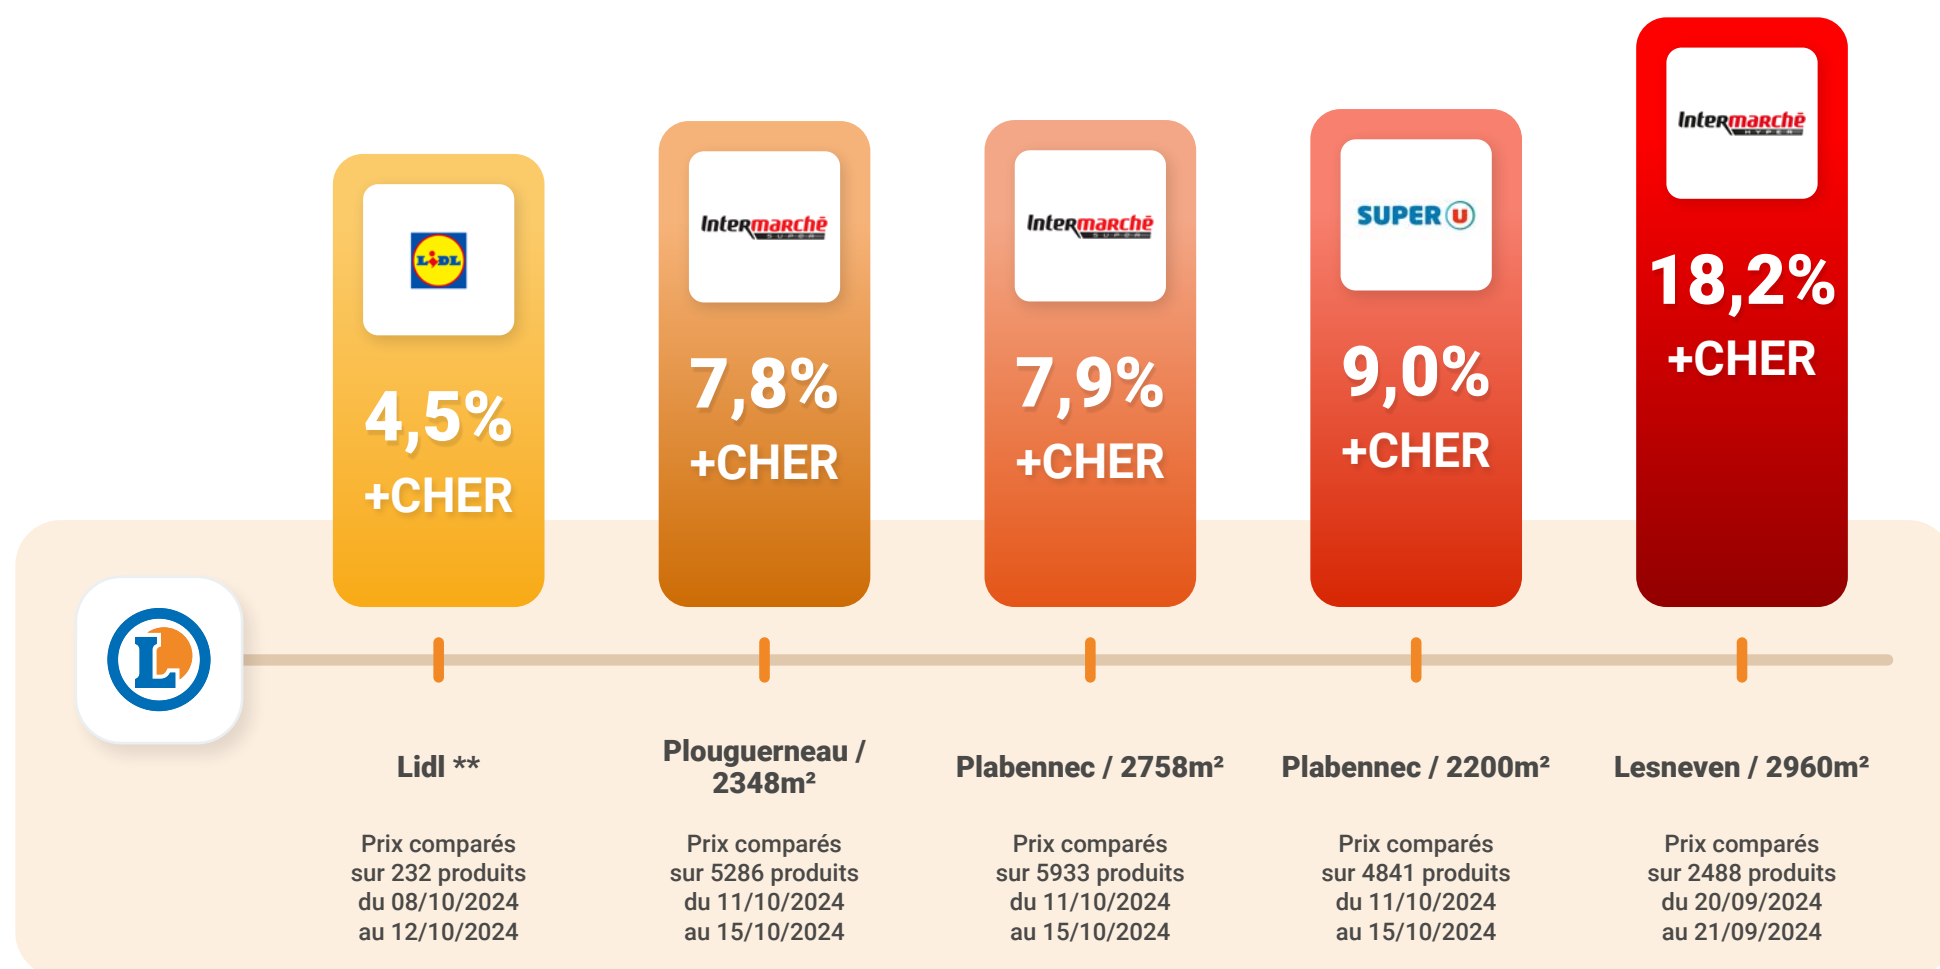 LiDL
4,5%
+CHER
Intermarchē
SUPER
7,8%
+CHER
Intermarchē
SUPER
7,9%
+CHER
SUPER U
9,0%
+CHER
Intermarchē
HYPER
18,2%
+CHER
L
Lidl **
Prix comparés
sur 232 produits
du 08/10/2024
au 12/10/2024
Plouguerneau /
2348m²
Prix comparés
sur 5286 produits
du 11/10/2024
au 15/10/2024
Plabennec / 2758m²
Prix comparés
sur 5933 produits
du 11/10/2024
au 15/10/2024
Plabennec / 2200m²
Prix comparés
sur 4841 produits
du 11/10/2024
au 15/10/2024
Lesneven / 2960m²
Prix comparés
sur 2488 produits
du 20/09/2024
au 21/09/2024